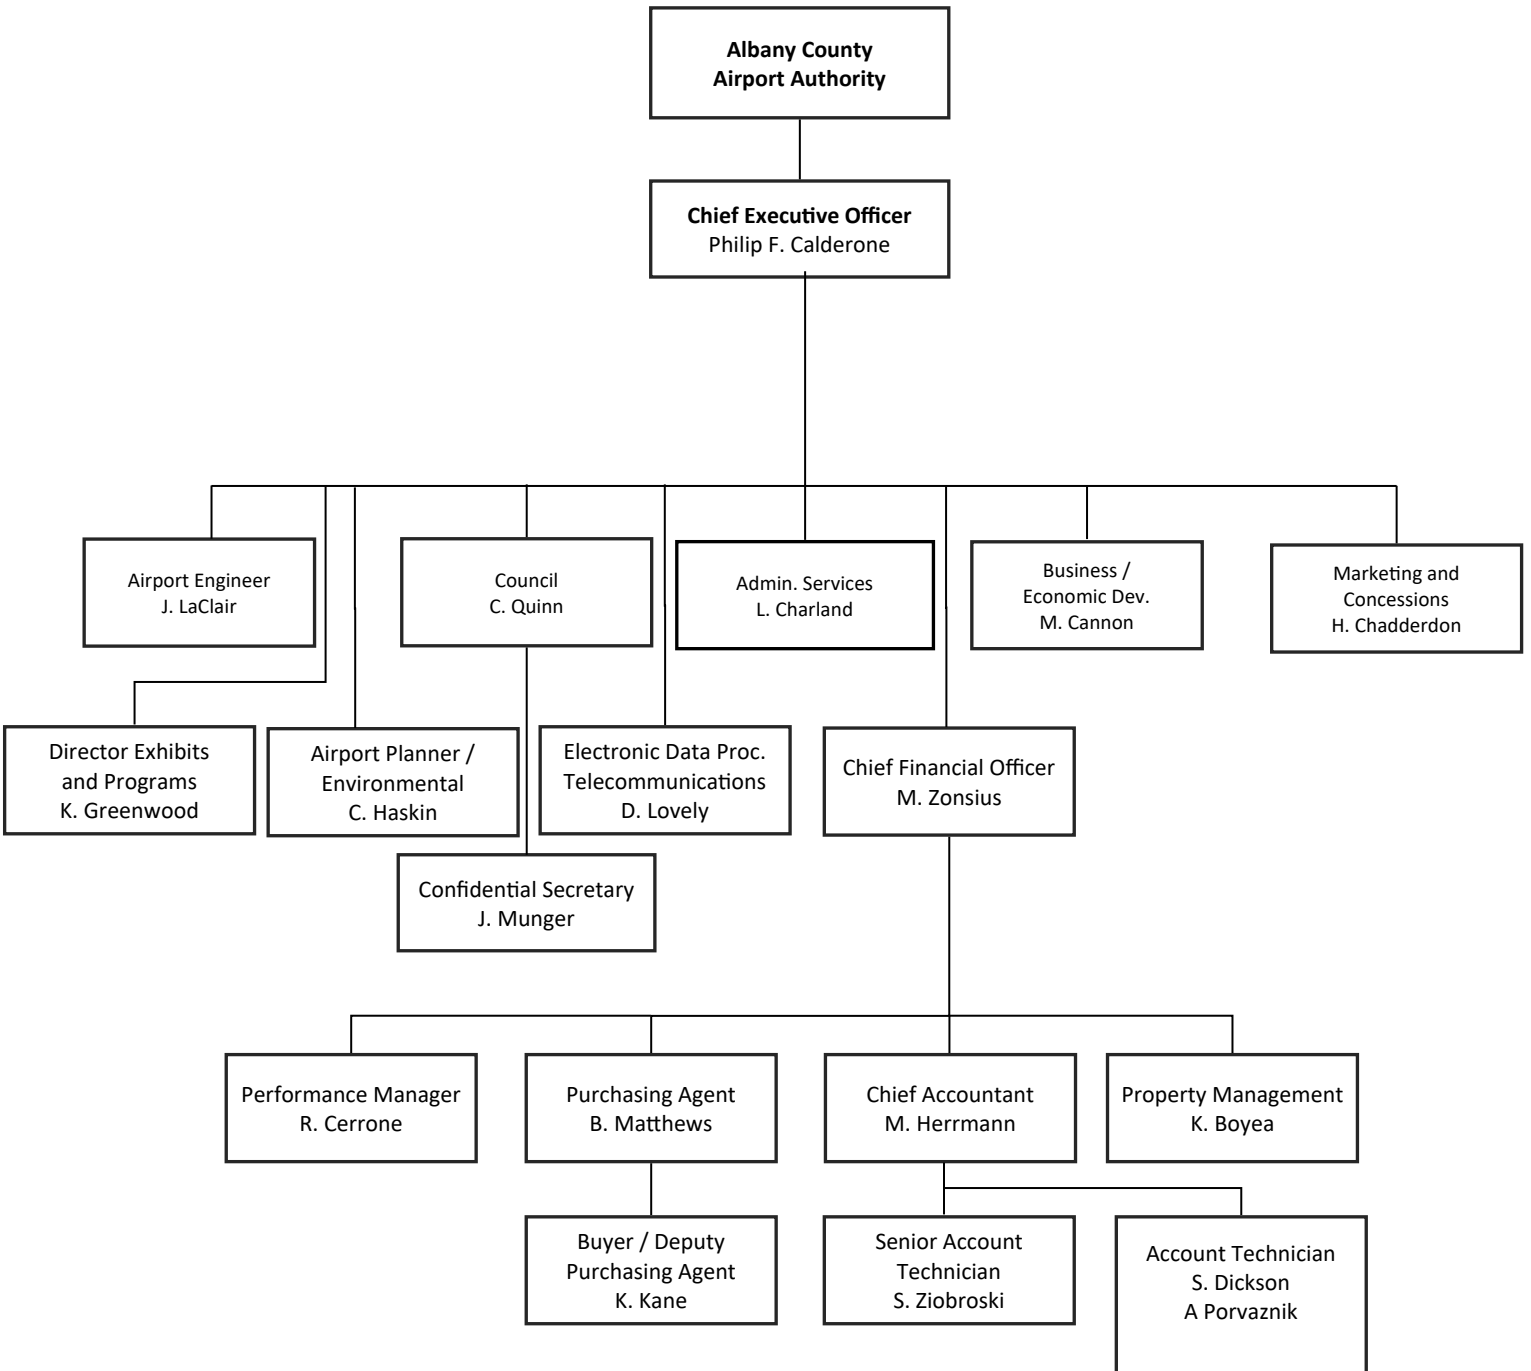 Albany County
Airport Authority
Chief Executive Officer
Philip F. Calderone
Airport Engineer
J. LaClair
Council
C. Quinn
Admin. Services
L. Charland
Business /
Economic Dev.
M. Cannon
Marketing and
Concessions
H. Chadderdon
Director Exhibits
and Programs
K. Greenwood
Airport Planner /
Environmental
C. Haskin
Electronic Data Proc.
Telecommunications
D. Lovely
Chief Financial Officer
M. Zonsius
Confidential Secretary
J. Munger
Performance Manager
R. Cerrone
Purchasing Agent
B. Matthews
Chief Accountant
M. Herrmann
Property Management
K. Boyea
Buyer / Deputy
Purchasing Agent
K. Kane
Senior Account
Technician
S. Ziobroski
Account Technician
S. Dickson
A Porvaznik